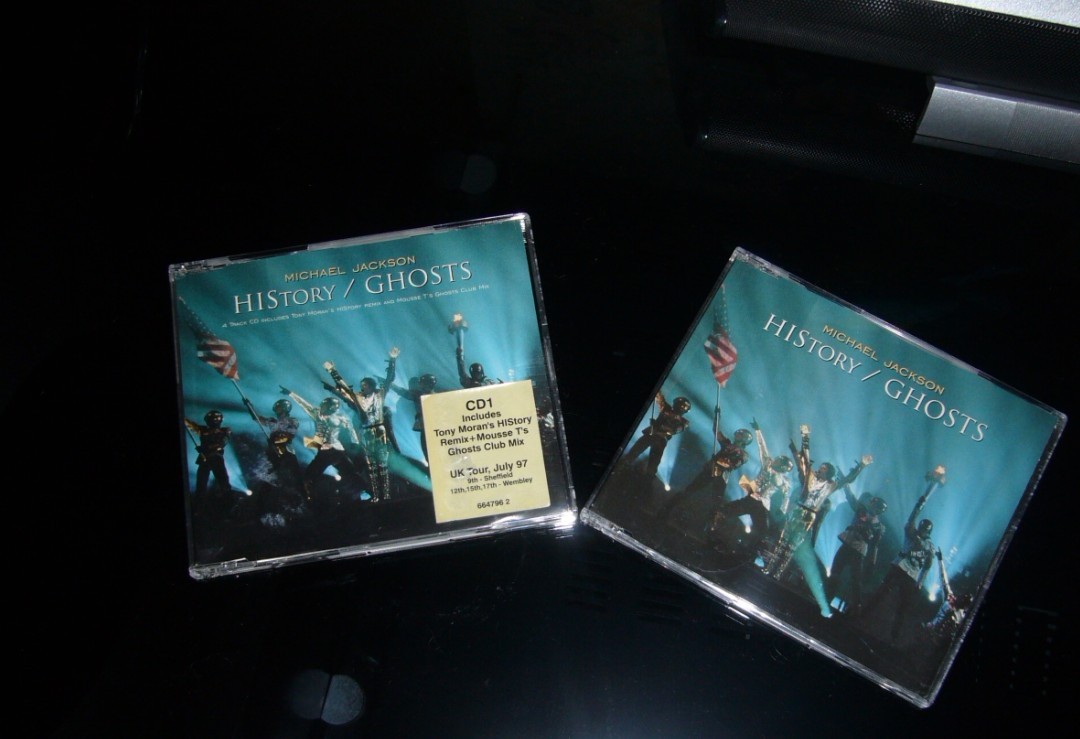 MICHAEL JACKSON
HISTORY / GHOSTS
4 TRACK CD INCLUDES TONY MORAN'S HISTORY REMIX AND MOUSSE T'S GHOSTS CLUB MIX
CD1
Includes
Tony Moran's HIStory
Remix+Mousse T's
Ghosts Club Mix
UK Tour, July 97
9th - Sheffield
12th,15th,17th - Wembley
664796 2
MICHAEL JACKSON
HISTORY / GHOSTS